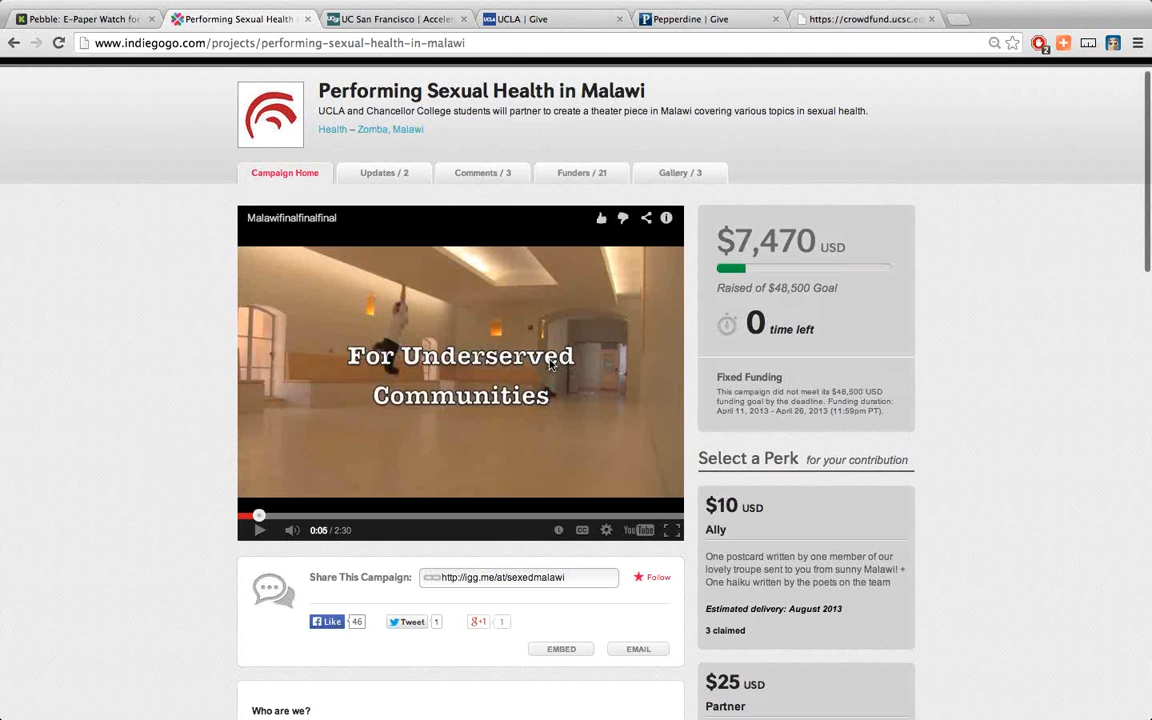 Pebble: E-Paper Watch for
Performing Sexual Health
UC San Francisco | Acceler
UCLA | Give
Pepperdine | Give
https://crowdfund.ucsc.e
www.indiegogo.com/projects/performing-sexual-health-in-malawi
2
Performing Sexual Health in Malawi
UCLA and Chancellor College students will partner to create a theater piece in Malawi covering various topics in sexual health.
Health – Zomba, Malawi
Campaign Home
Updates / 2
Comments / 3
Funders / 21
Gallery / 3
Malawifinalfinalfinal
For Underserved
Communities
0:05 / 2:30
CC
YouTube
$7,470 USD
Raised of $48,500 Goal
0 time left
Fixed Funding
This campaign did not meet its $48,500 USD
funding goal by the deadline. Funding duration:
April 11, 2013 - April 26, 2013 (11:59pm PT).
Select a Perk for your contribution
$10 USD
Ally
One postcard written by one member of our
lovely troupe sent to you from sunny Malawi! +
One haiku written by the poets on the team
Estimated delivery: August 2013
3 claimed
$25 USD
Partner
Share This Campaign:
http://igg.me/at/sexedmalawi
Follow
Like 46
Tweet 1
g+1 1
EMBED
EMAIL
Who are we?